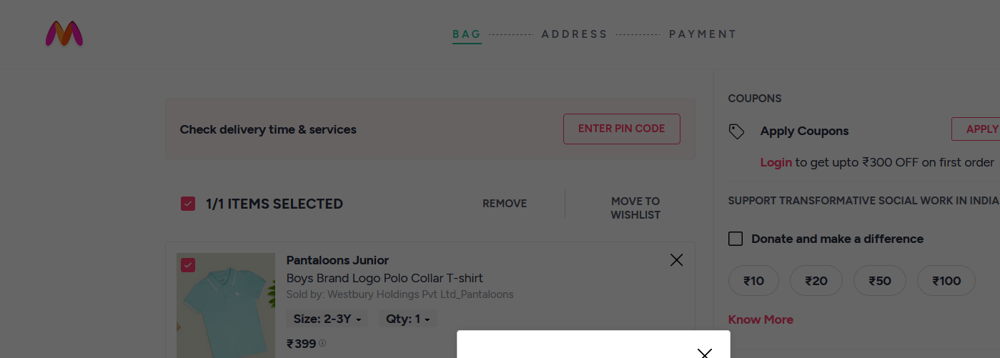 BAG ADDRESS PAYMENT
Check delivery time & services
ENTER PIN CODE
1/1 ITEMS SELECTED
REMOVE
MOVE TO
WISHLIST
Pantaloons Junior
Boys Brand Logo Polo Collar T-shirt
Sold by: Westbury Holdings Pvt Ltd_Pantaloons
Size: 2-3Y Qty: 1
₹399
COUPONS
Apply Coupons
APPLY
Login to get upto ₹300 OFF on first order
SUPPORT TRANSFORMATIVE SOCIAL WORK IN INDIA
Donate and make a difference
₹10 ₹20 ₹50 ₹100
Know More